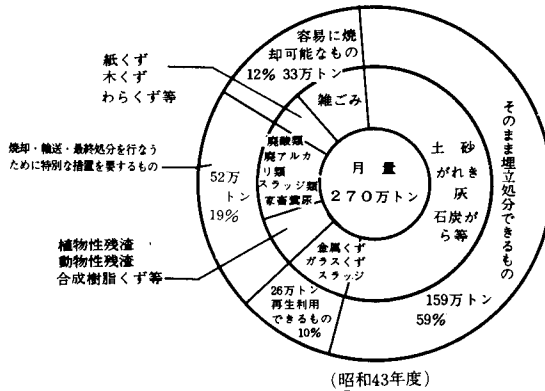 容易に焼
却可能なもの
12% 33万トン
紙くず
木くず
わらくず等
雑ごみ
焼却・輸送・最終処分を行なう
ために特別な措置を要するもの
52万
トン
19%
廃酸類
廃アルカ
リ類
スラッジ類
家畜糞尿
月量
270万トン
土砂
がれき
灰
石炭が
ら等
そのまま埋立処分できるもの
植物性残渣
動物性残渣
合成樹脂くず等
金属くず
ガラスくず
スラッジ
26万トン
再生利用
できるもの
10%
159万トン
59%
(昭和43年度)